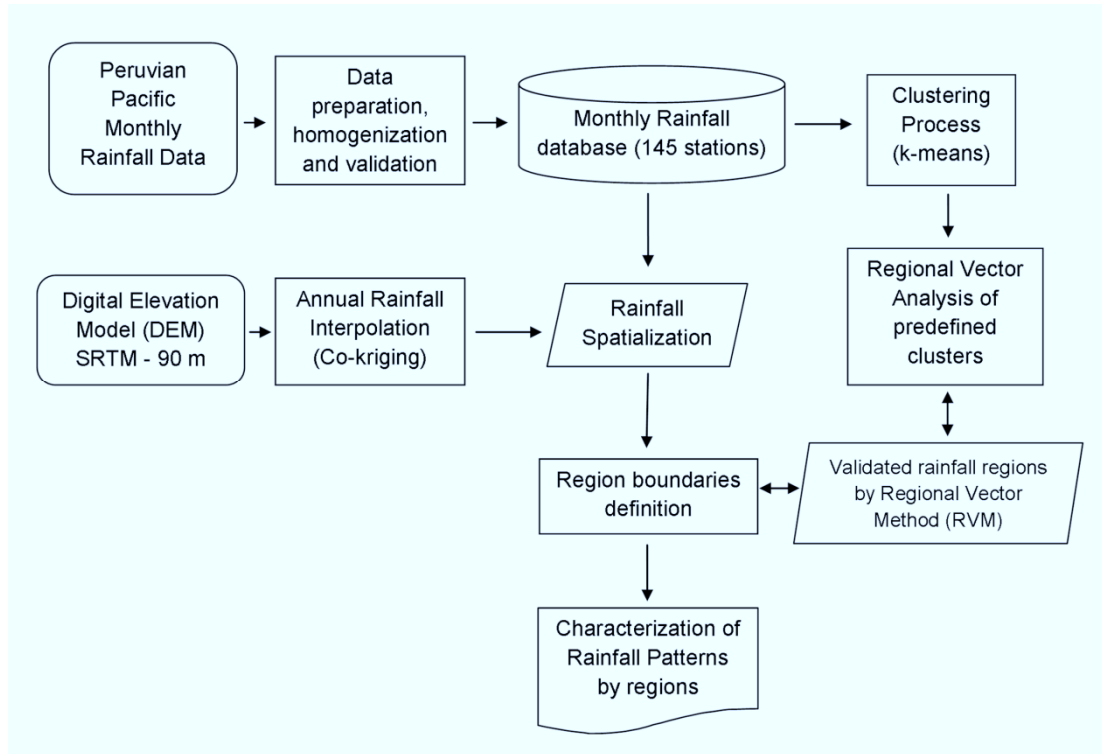 Peruvian
Pacific
Monthly
Rainfall Data
Data
preparation,
homogenization
and validation
Monthly Rainfall
database (145 stations)
Clustering
Process
(k-means)
Digital Elevation
Model (DEM)
SRTM - 90 m
Annual Rainfall
Interpolation
(Co-kriging)
Rainfall
Spatialization
Regional Vector
Analysis of
predefined
clusters
Region boundaries
definition
Validated rainfall regions
by Regional Vector
Method (RVM)
Characterization of
Rainfall Patterns
by regions